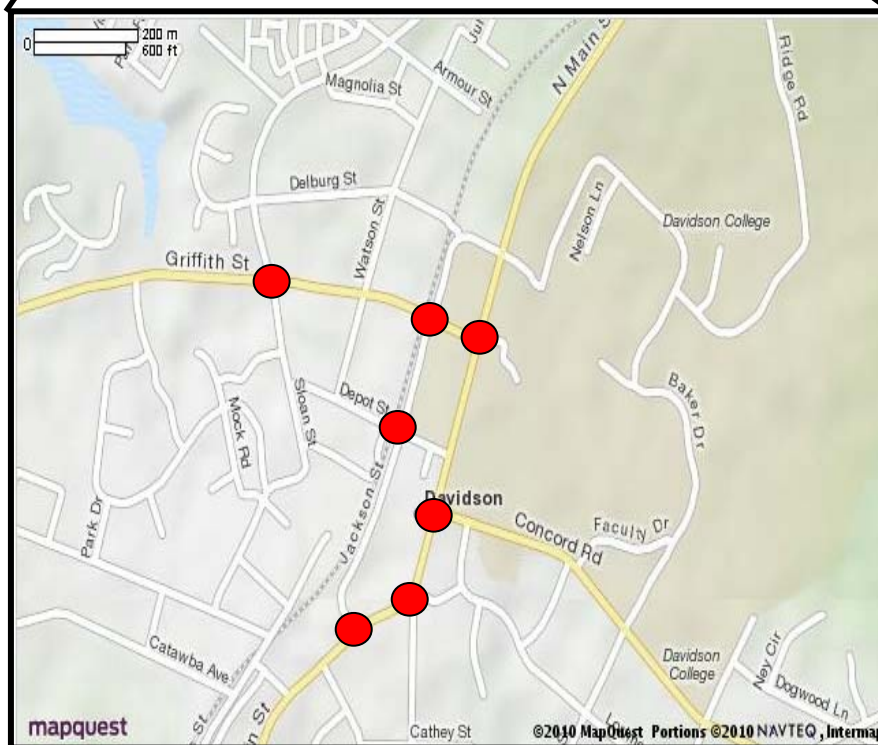 0
200 m
600 ft
Jul
N Main S
Armour St
Magnolia St
Ridge Rd
Delburg St
Watson St
Nelson Ln
Davidson College
Griffith St
Sloan St
Depot St
Mock Rd
Baker Dr
Jackson St
Davidson
Concord Rd
Faculty Dr
Park Dr
Catawba Ave
Davidson
College
Ney Cir
Dogwood Ln
St
n St
Cathey St
mapquest
©2010 MapQuest Portions ©2010 NAVTEQ, Intermap